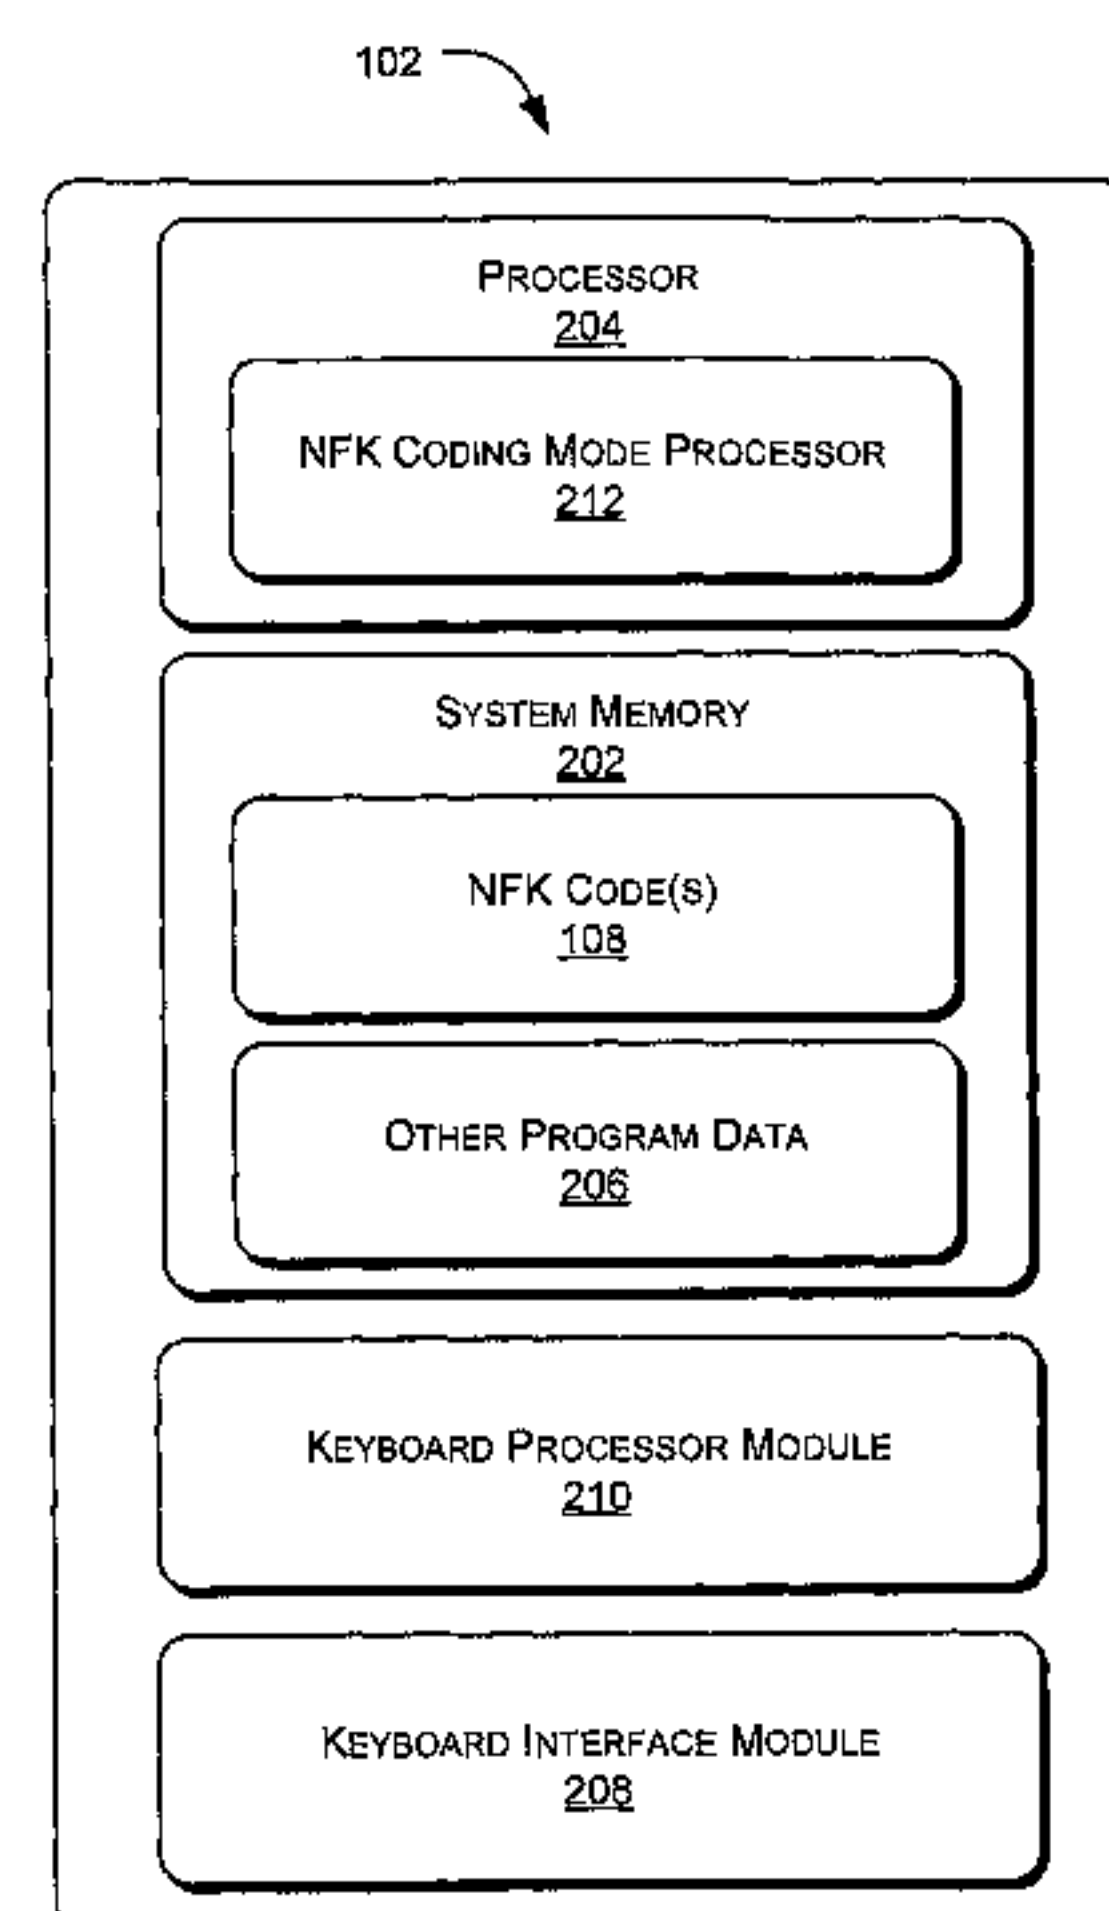 102
PROCESSOR
204
NFK CODING MODE PROCESSOR
212
SYSTEM MEMORY
202
NFK CODE(S)
108
OTHER PROGRAM DATA
206
KEYBOARD PROCESSOR MODULE
210
KEYBOARD INTERFACE MODULE
208